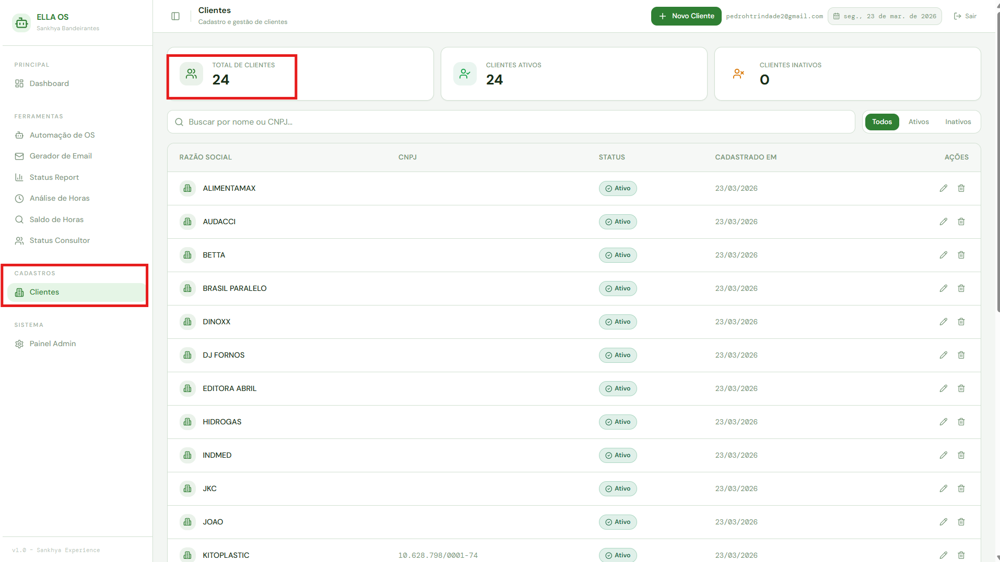 ELLA OS
Sankhya Bandeirantes
PRINCIPAL
Dashboard
FERRAMENTAS
Automação de OS
Gerador de Email
Status Report
Análise de Horas
Saldo de Horas
Status Consultor
CADASTROS
Clientes
SISTEMA
Painel Admin
v1.0 - Sankhya Experience
Clientes
Cadastro e gestão de clientes
Novo Cliente
pedrohtrindade2@gmail.com
seg., 23 de mar. de 2026
Sair
TOTAL DE CLIENTES
24
CLIENTES ATIVOS
24
CLIENTES INATIVOS
0
Buscar por nome ou CNPJ...
Todos Ativos Inativos
RAZÃO SOCIAL CNPJ STATUS CADASTRADO EM AÇÕES
ALIMENTAMAX Ativo 23/03/2026
AUDACCI Ativo 23/03/2026
BETTA Ativo 23/03/2026
BRASIL PARALELO Ativo 23/03/2026
DINOXX Ativo 23/03/2026
DJ FORNOS Ativo 23/03/2026
EDITORA ABRIL Ativo 23/03/2026
HIDROGAS Ativo 23/03/2026
INDMED Ativo 23/03/2026
JKC Ativo 23/03/2026
JOAO Ativo 23/03/2026
KITOPLASTIC 10.628.798/0001-74 Ativo 23/03/2026